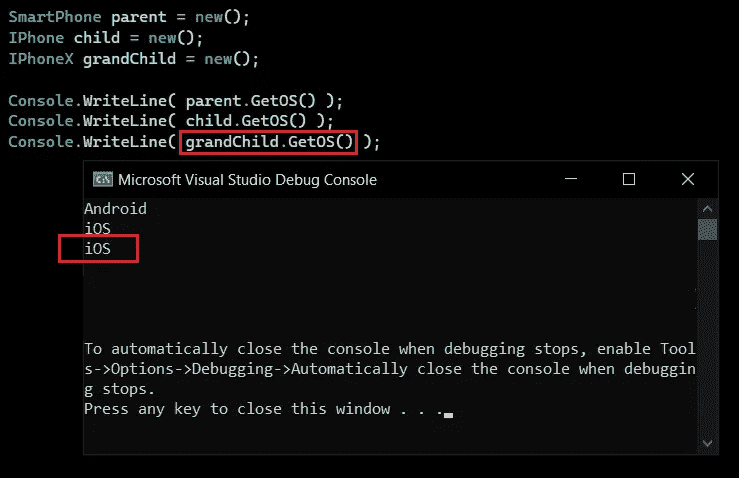 SmartPhone parent = new();
IPhone child = new();
IPhoneX grandChild = new();
Console.WriteLine( parent.GetOS() );
Console.WriteLine( child.GetOS() );
Console.WriteLine( grandChild.GetOS() );
C:\ Microsoft Visual Studio Debug Console
Android
iOS
iOS
To automatically close the console when debugging stops, enable Tool
s->Options->Debugging->Automatically close the console when debuggin
g stops.
Press any key to close this window . . .